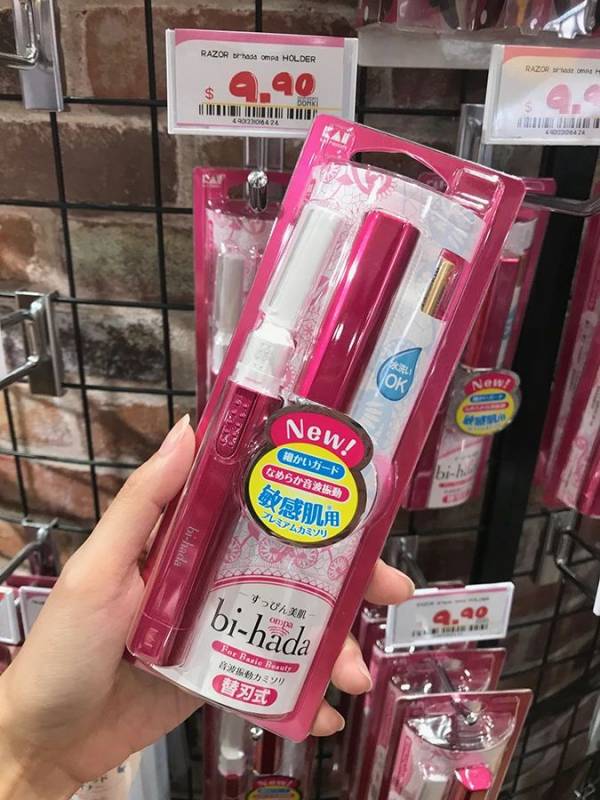 RAZOR bi-hada ompa HOLDER
$ 9.90
DONKI
4 901331016424
RAZOR bi-hada ompa H
$ 9.9
KAI
水洗い
OK
New!
細かいガード
なめらか音波振動
敏感肌用
プレミアムカミソリ
bi-hada
すっぴん美肌
ompa
bi-hada
For Basic Beauty
音波振動カミソリ
替刃式
New!
敏感肌用
bi-ha
9.90
New!